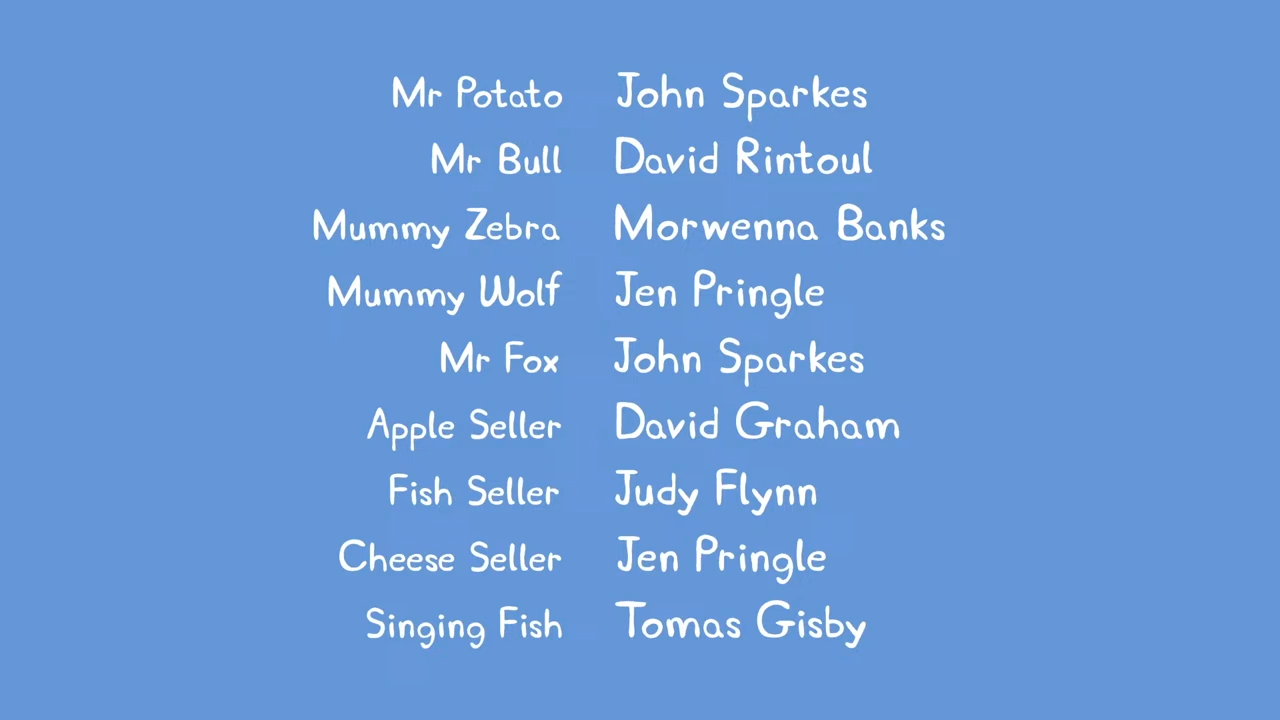 Mr Potato John Sparkes
Mr Bull David Rintoul
Mummy Zebra Morwenna Banks
Mummy Wolf Jen Pringle
Mr Fox John Sparkes
Apple Seller David Graham
Fish Seller Judy Flynn
Cheese Seller Jen Pringle
Singing Fish Tomas Gisby